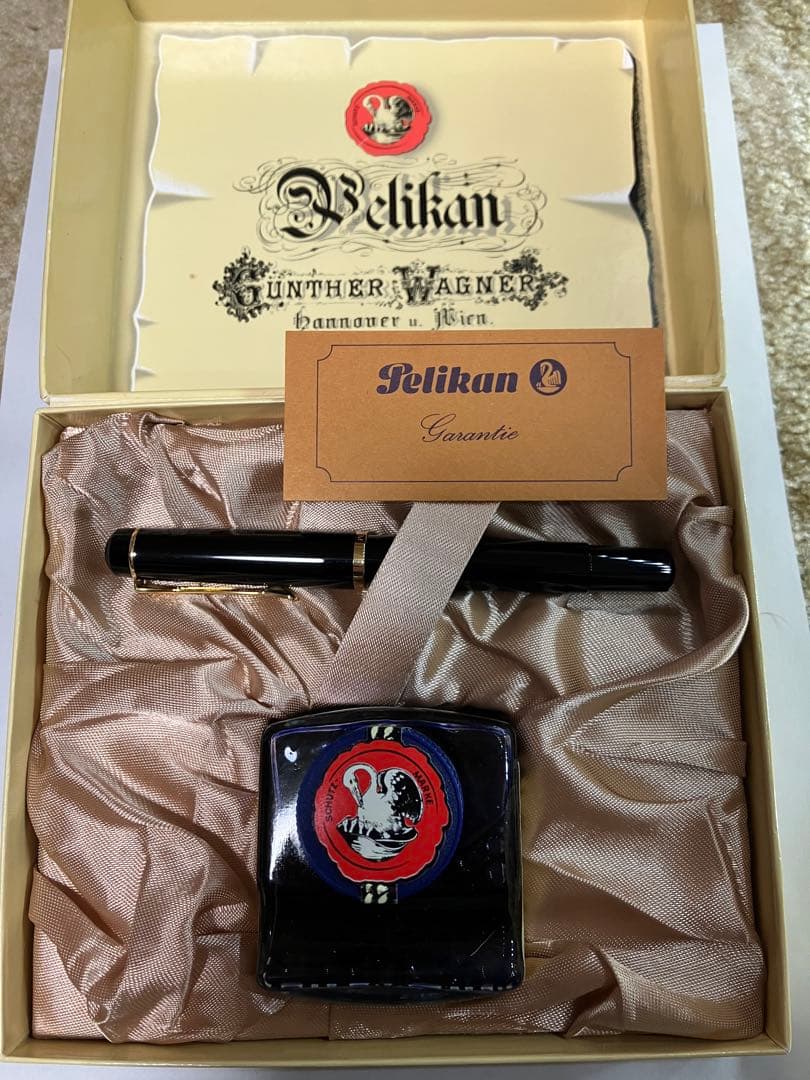 Pelikan
GÜNTHER WAGNER
Hannover u. Wien.
Pelikan
Garantie
SCHUTZ- MARKE